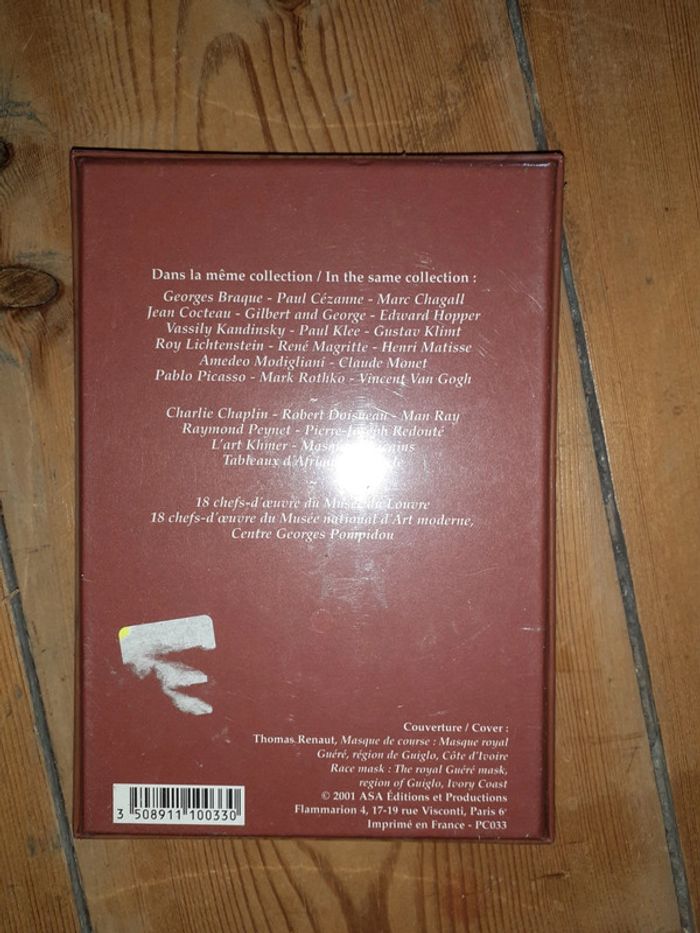 Dans la même collection / In the same collection :
Georges Braque - Paul Cézanne - Marc Chagall
Jean Cocteau - Gilbert and George - Edward Hopper
Vassily Kandinsky - Paul Klee - Gustav Klimt
Roy Lichtenstein - René Magritte - Henri Matisse
Amedeo Modigliani - Claude Monet
Pablo Picasso - Mark Rothko - Vincent Van Gogh
~
Charlie Chaplin - Robert Doisneau - Man Ray
Raymond Peynet - Pierre-Joseph Redouté
L'art Khmer -
Tableaux
~
18 chefs-d'œuvre du Musée du Louvre
18 chefs-d'œuvre du Musée national d'Art moderne,
Centre Georges Pompidou
Couverture / Cover :
Thomas Renaut, Masque de course : Masque royal
Guéré, région de Guiglo, Côte d'Ivoire
Race mask : The royal Guéré mask,
region of Guiglo, Ivory Coast
© 2001 ASA Éditions et Productions
Flammarion 4, 17-19 rue Visconti, Paris 6e
Imprimé en France - PC033
3 508911 100330